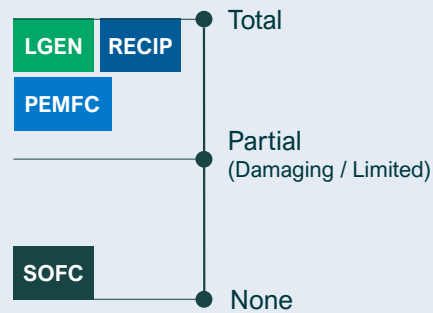 Total
LGEN RECIP
PEMFC
Partial
(Damaging / Limited)
SOFC
None